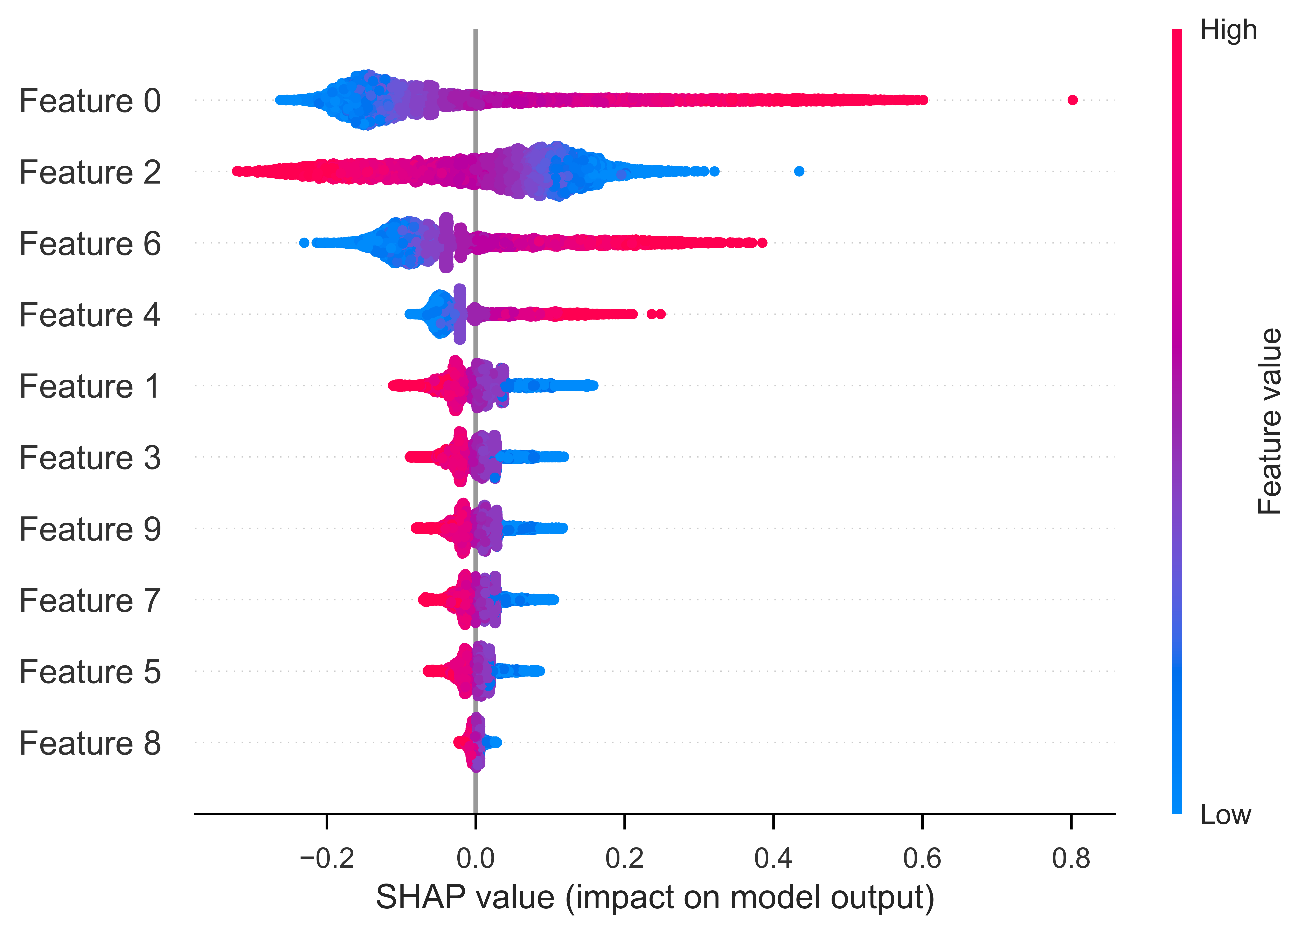 High
Feature 0
Feature 2
Feature 6
Feature 4
Feature 1
Feature 3
Feature 9
Feature 7
Feature 5
Feature 8
Feature value
Low
−0.2 0.0 0.2 0.4 0.6 0.8
SHAP value (impact on model output)